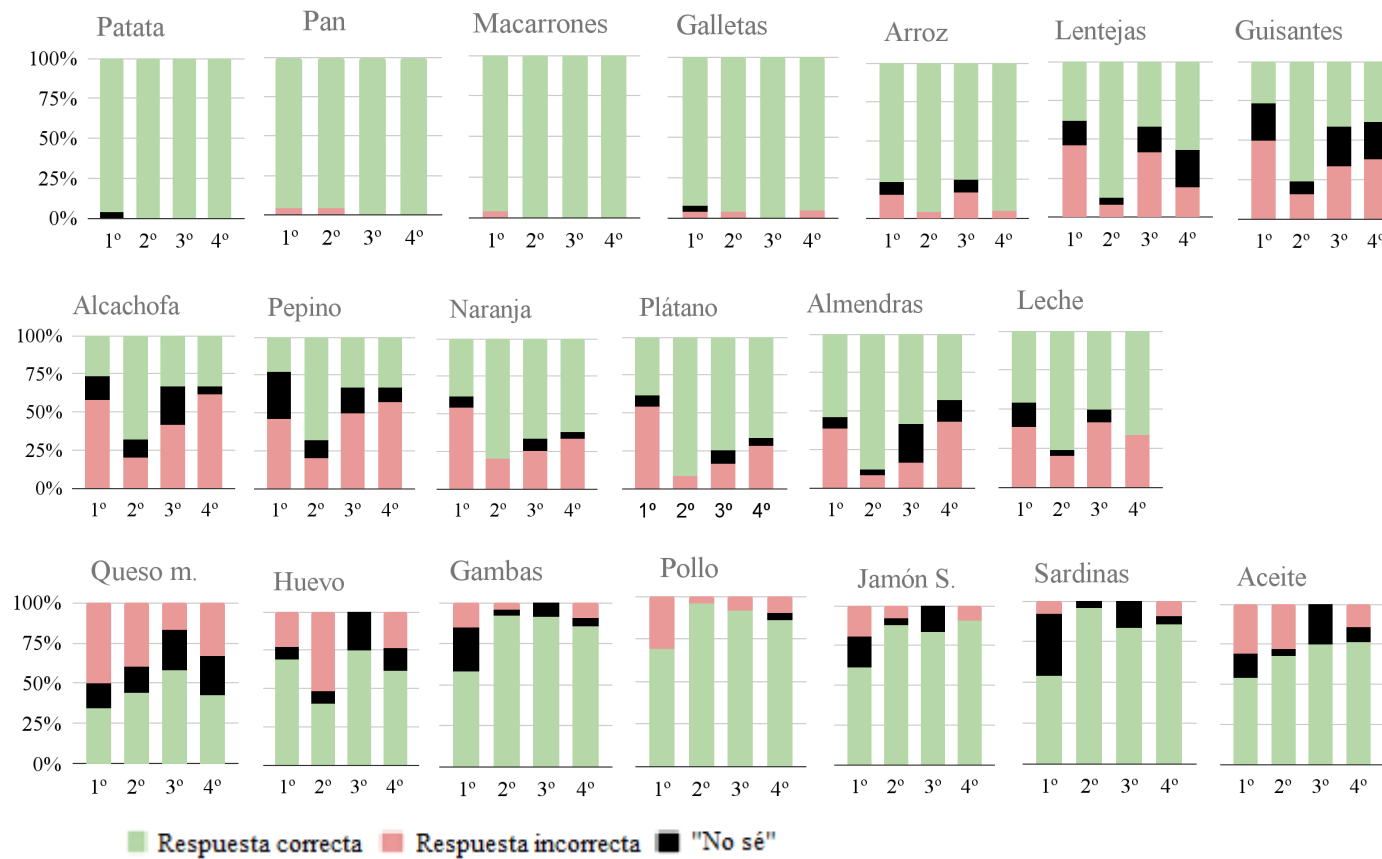 Patata Pan Macarrones Galletas Arroz Lentejas Guisantes
100%
75%
50%
25%
0%
1º 2º 3º 4º 1º 2º 3º 4º 1º 2º 3º 4º 1º 2º 3º 4º 1º 2º 3º 4º 1º 2º 3º 4º 1º 2º 3º 4º
Alcachofa Pepino Naranja Plátano Almendras Leche
100%
75%
50%
25%
0%
1º 2º 3º 4º 1º 2º 3º 4º 1º 2º 3º 4º 1º 2º 3º 4º 1º 2º 3º 4º 1º 2º 3º 4º
Queso m. Huevo Gambas Pollo Jamón S. Sardinas Aceite
100%
75%
50%
25%
0%
1º 2º 3º 4º 1º 2º 3º 4º 1º 2º 3º 4º 1º 2º 3º 4º 1º 2º 3º 4º 1º 2º 3º 4º 1º 2º 3º 4º
Respuesta correcta Respuesta incorrecta "No sé"